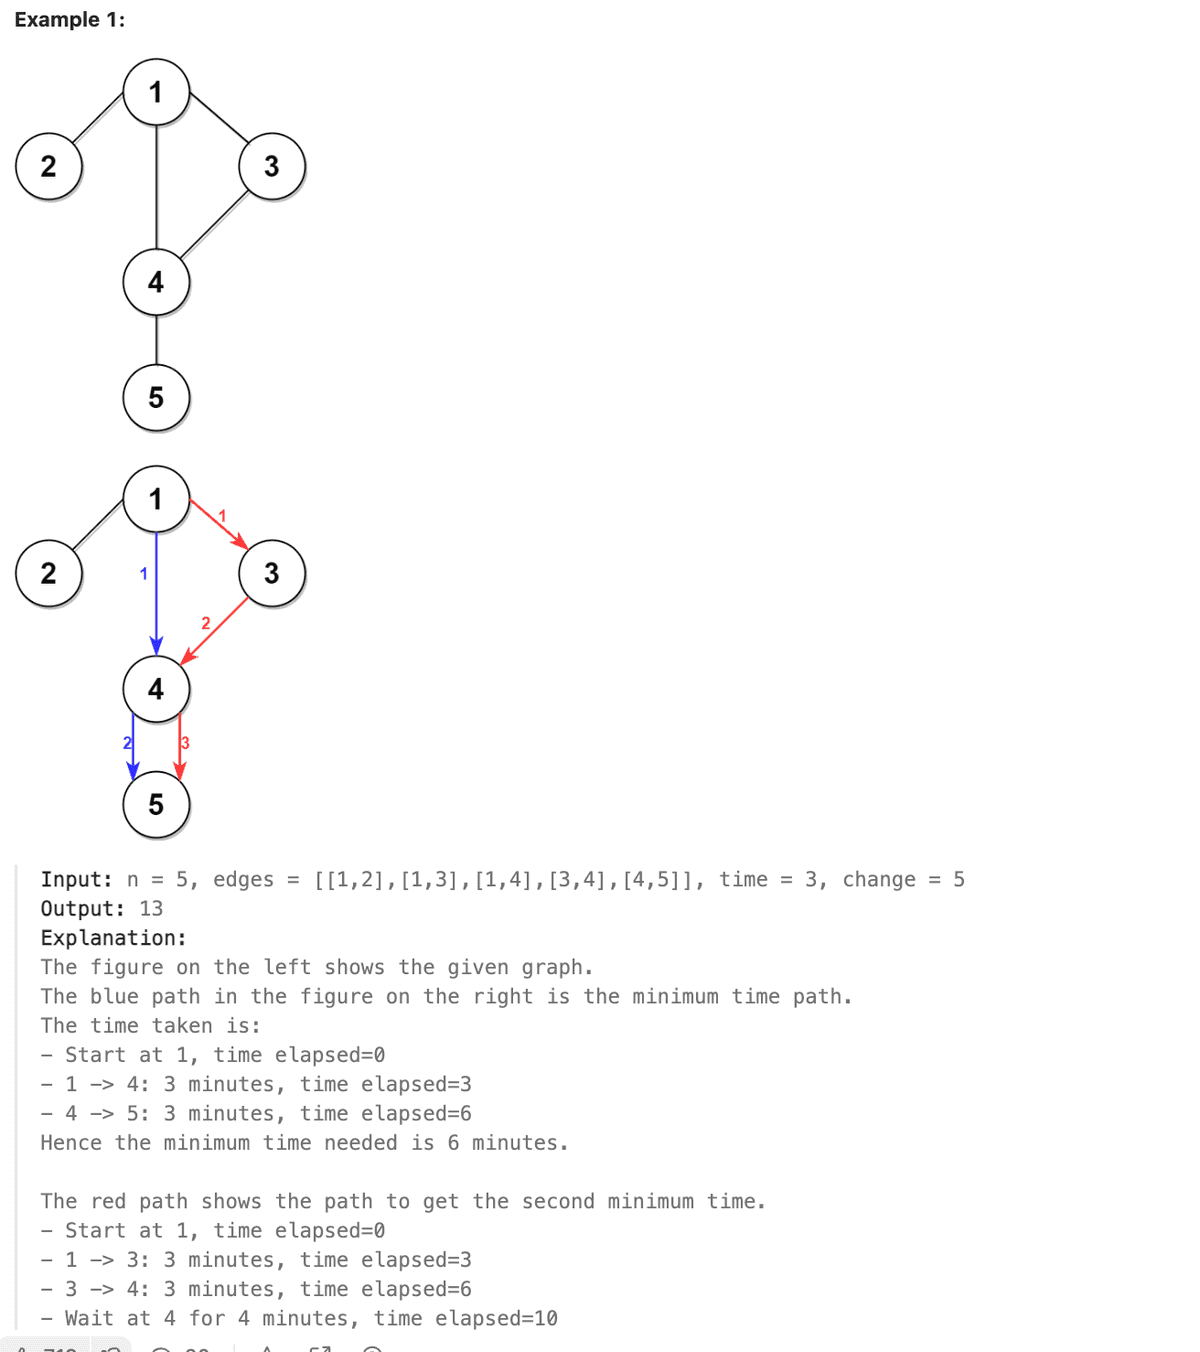 Example 1:
1
2
3
4
5
1
1
2
3
1
2
4
2
3
5
Input: n = 5, edges = [[1,2],[1,3],[1,4],[3,4],[4,5]], time = 3, change = 5
Output: 13
Explanation:
The figure on the left shows the given graph.
The blue path in the figure on the right is the minimum time path.
The time taken is:
- Start at 1, time elapsed=0
- 1 -> 4: 3 minutes, time elapsed=3
- 4 -> 5: 3 minutes, time elapsed=6
Hence the minimum time needed is 6 minutes.
The red path shows the path to get the second minimum time.
- Start at 1, time elapsed=0
- 1 -> 3: 3 minutes, time elapsed=3
- 3 -> 4: 3 minutes, time elapsed=6
- Wait at 4 for 4 minutes, time elapsed=10